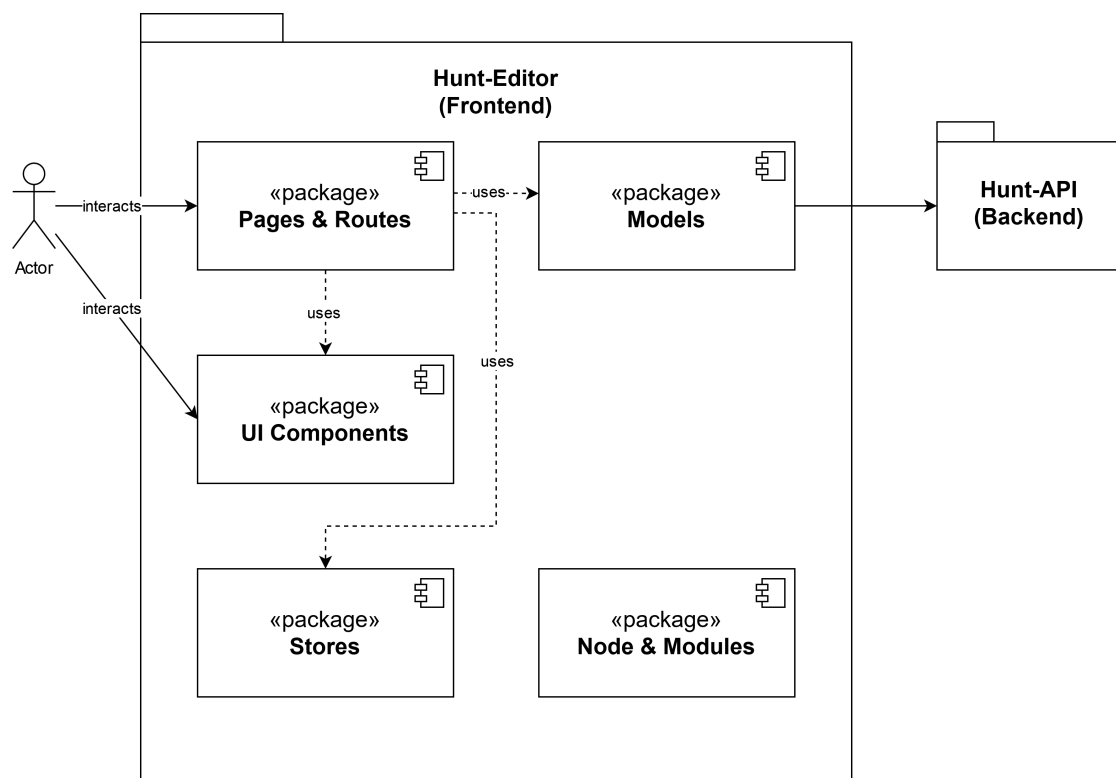 Hunt-Editor
(Frontend)
«package»
Pages & Routes
uses
«package»
Models
Hunt-API
(Backend)
interacts
Actor
interacts
uses
uses
«package»
UI Components
«package»
Stores
«package»
Node & Modules